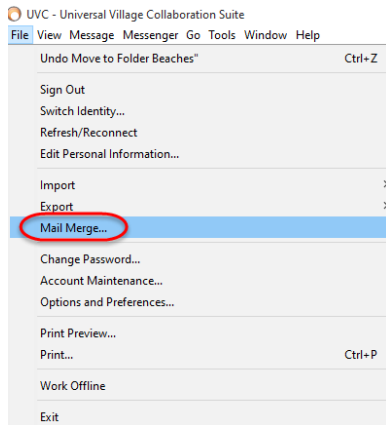 UVC - Universal Village Collaboration Suite
File View Message Messenger Go Tools Window Help
Undo Move to Folder Beaches" Ctrl+Z
Sign Out
Switch Identity...
Refresh/Reconnect
Edit Personal Information...
Import
Export
Mail Merge...
Change Password...
Account Maintenance...
Options and Preferences...
Print Preview...
Print... Ctrl+P
Work Offline
Exit